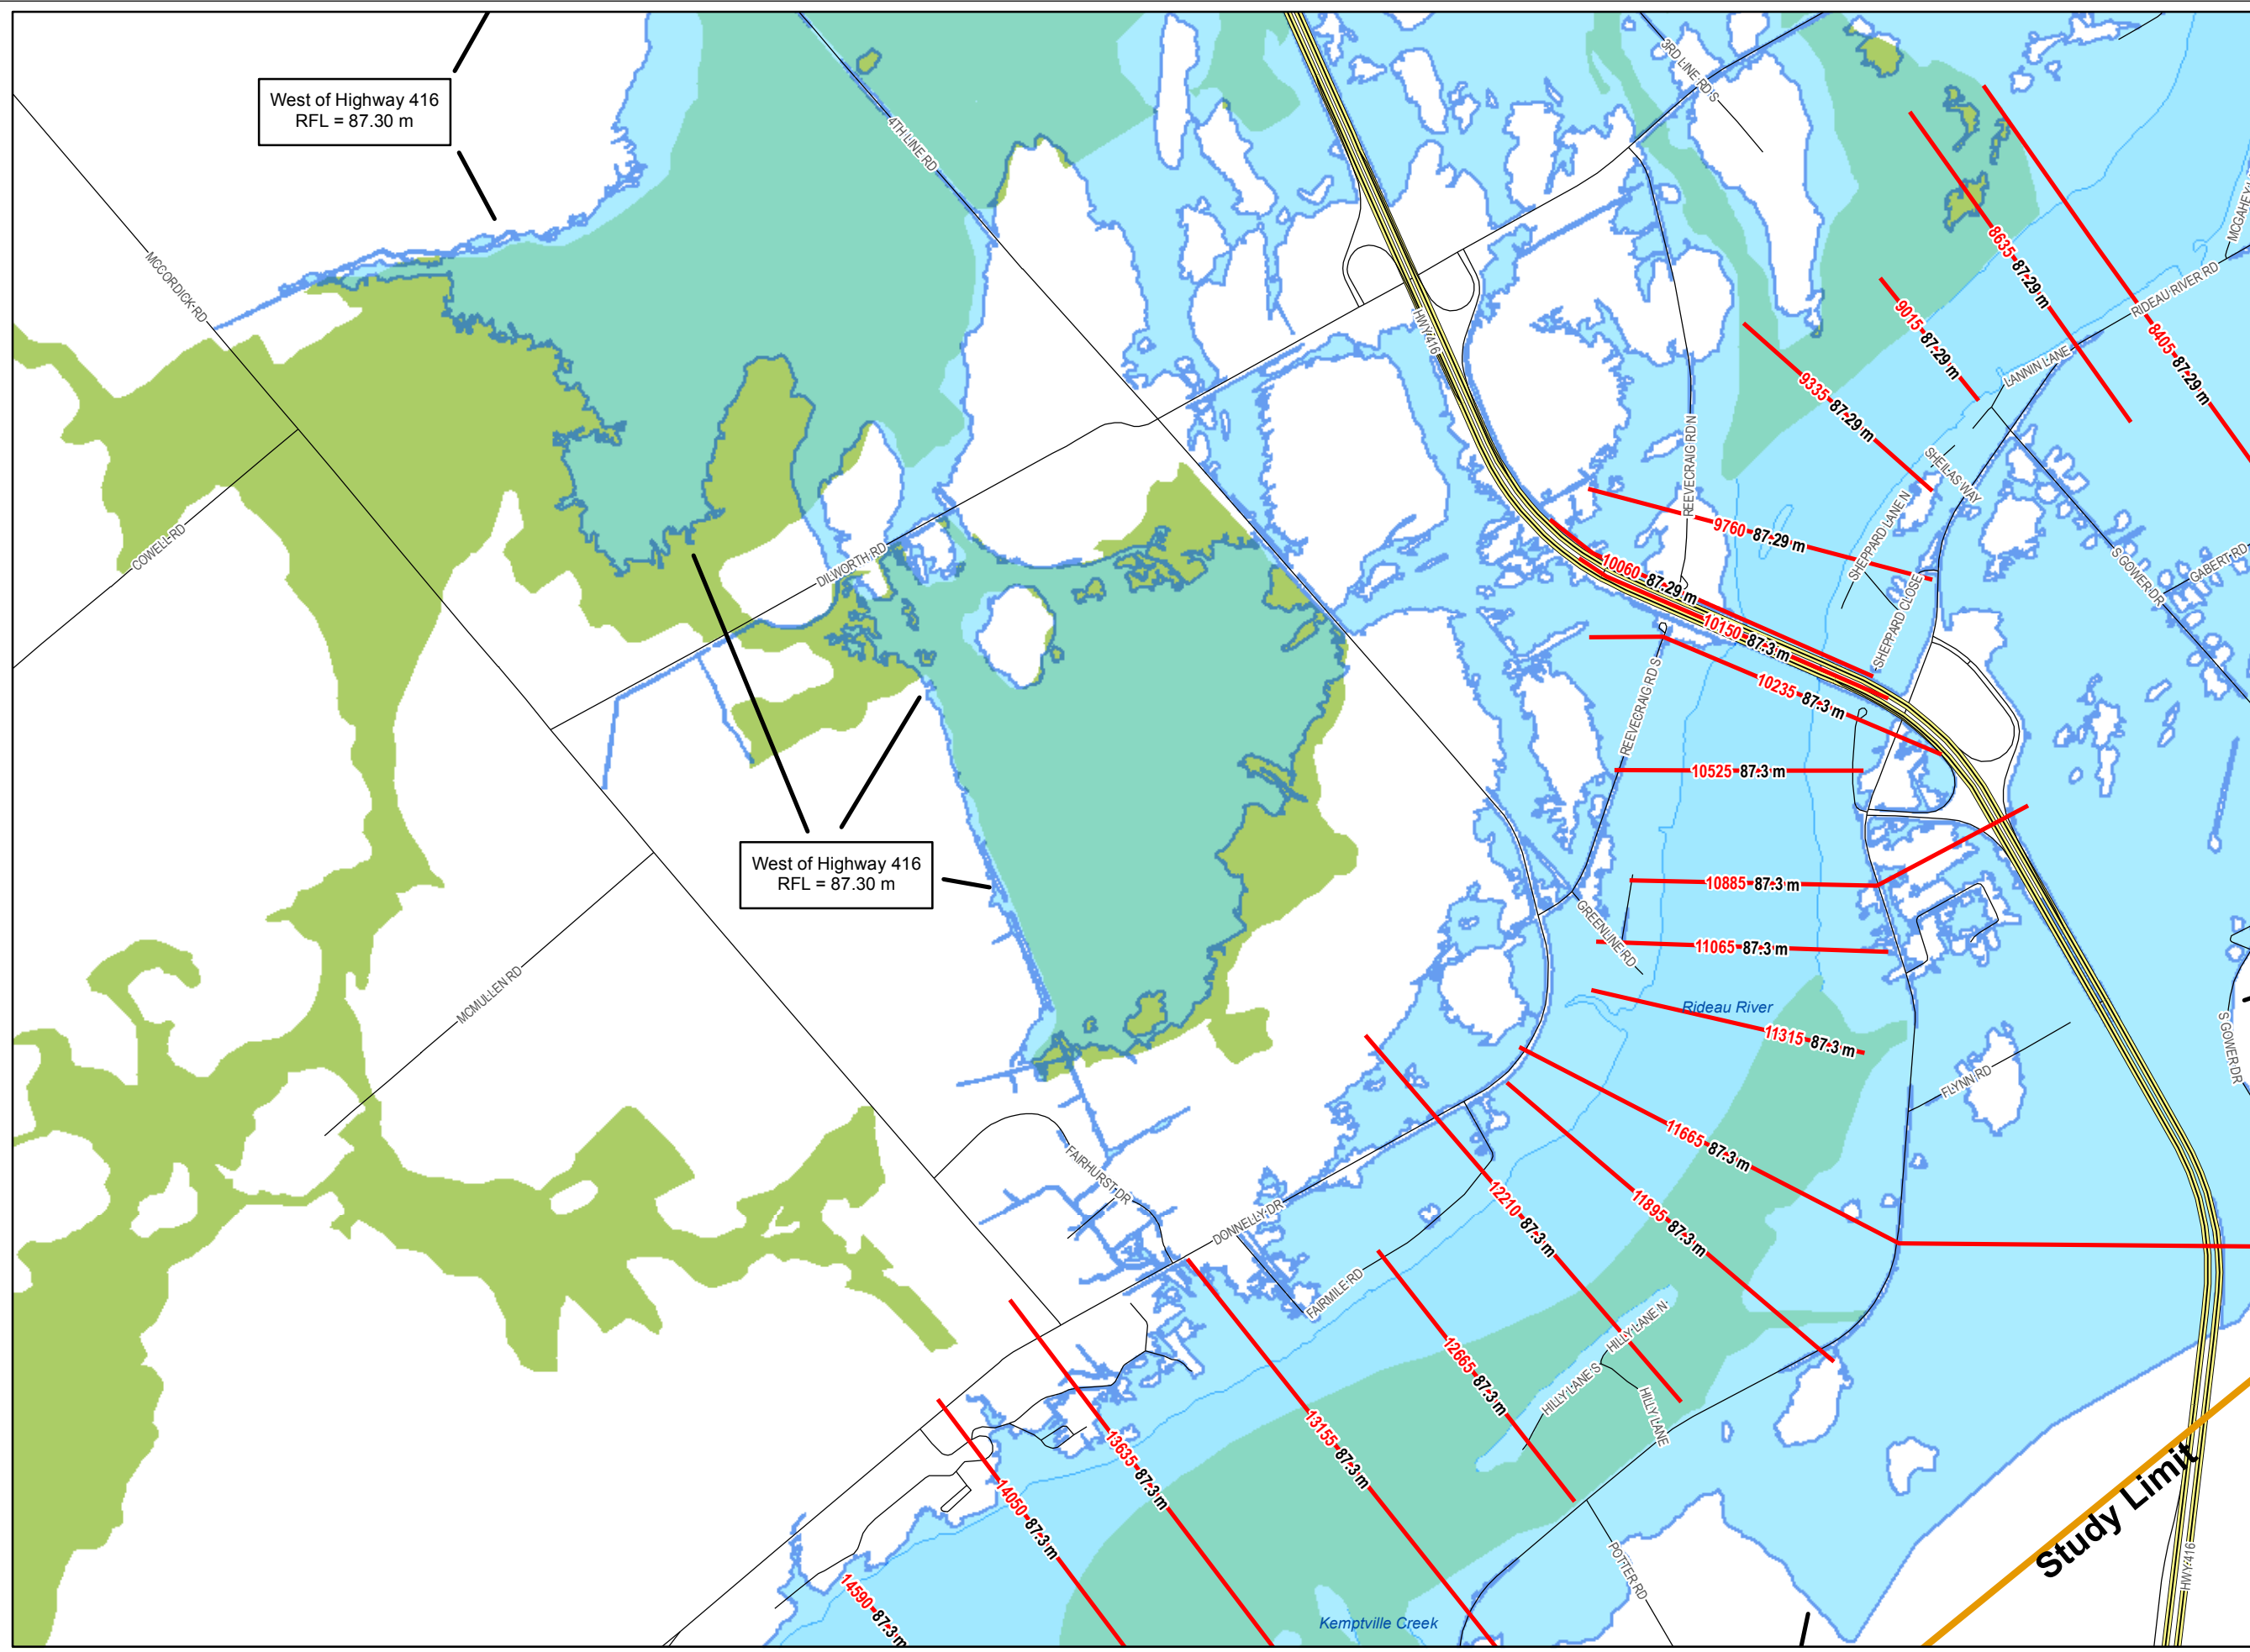 West of Highway 416
RFL = 87.30 m
3RD LINE RD S
4TH LINE RD
MCCORDICK RD
HWY 416
8635 87.29 m
8405 87.29 m
RIDEAU RIVER RD
9015 87.29 m
LANNIN LANE
9335 87.29 m
REEVECRAIG RD N
SHEILAS WAY
SHEPPARD LANE N
9760 87.29 m
S GOWER DR
GABERT RD
COWELL RD
DILWORTH RD
10060 87.29 m
10150 87.3 m
SHEPPARD CLOSE
10235 87.3 m
REEVECRAIG RD S
10525 87.3 m
West of Highway 416
RFL = 87.30 m
10885 87.3 m
GREENLINE RD
11065 87.3 m
MCMULLEN RD
Rideau River
11315 87.3 m
S GOWER DR
FLYNN RD
11665 87.3 m
FAIRHURST DR
DONNELLY DR
12210 87.3 m
11895 87.3 m
FAIRMILE RD
HILLY LANE N
12665 87.3 m
HILLY LANE S
HILLY LANE
13155 87.3 m
13635 87.3 m
14050 87.3 m
Study Limit
14590 87.3 m
POTTER RD
HWY 416
Kemptville Creek